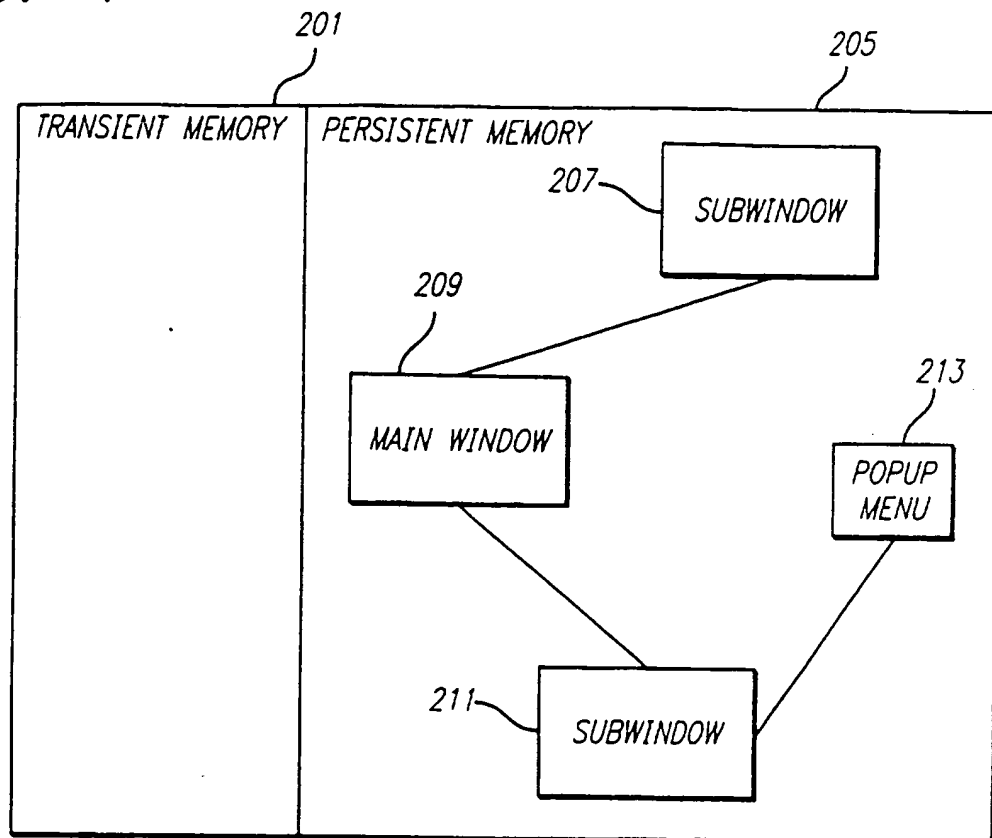 201
205
TRANSIENT MEMORY
PERSISTENT MEMORY
207
SUBWINDOW
209
MAIN WINDOW
213
POPUP
MENU
211
SUBWINDOW